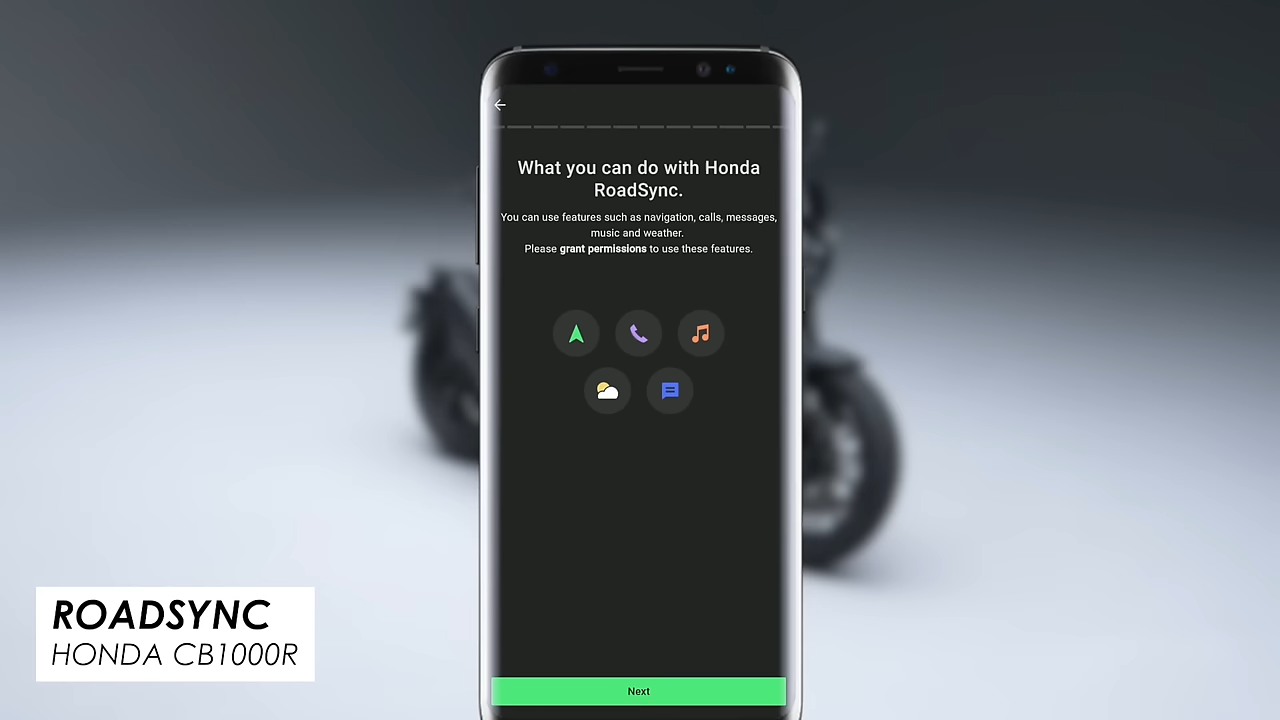 What you can do with Honda
RoadSync.
You can use features such as navigation, calls, messages,
music and weather.
Please grant permissions to use these features.
Next
ROADSYNC
HONDA CB1000R